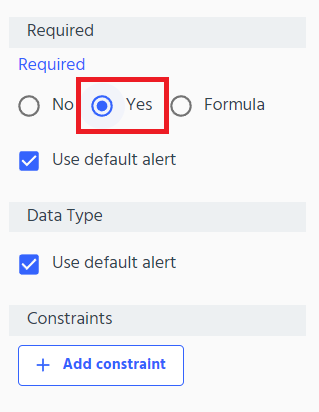 Required
Required
No Yes Formula
Use default alert
Data Type
Use default alert
Constraints
+ Add constraint